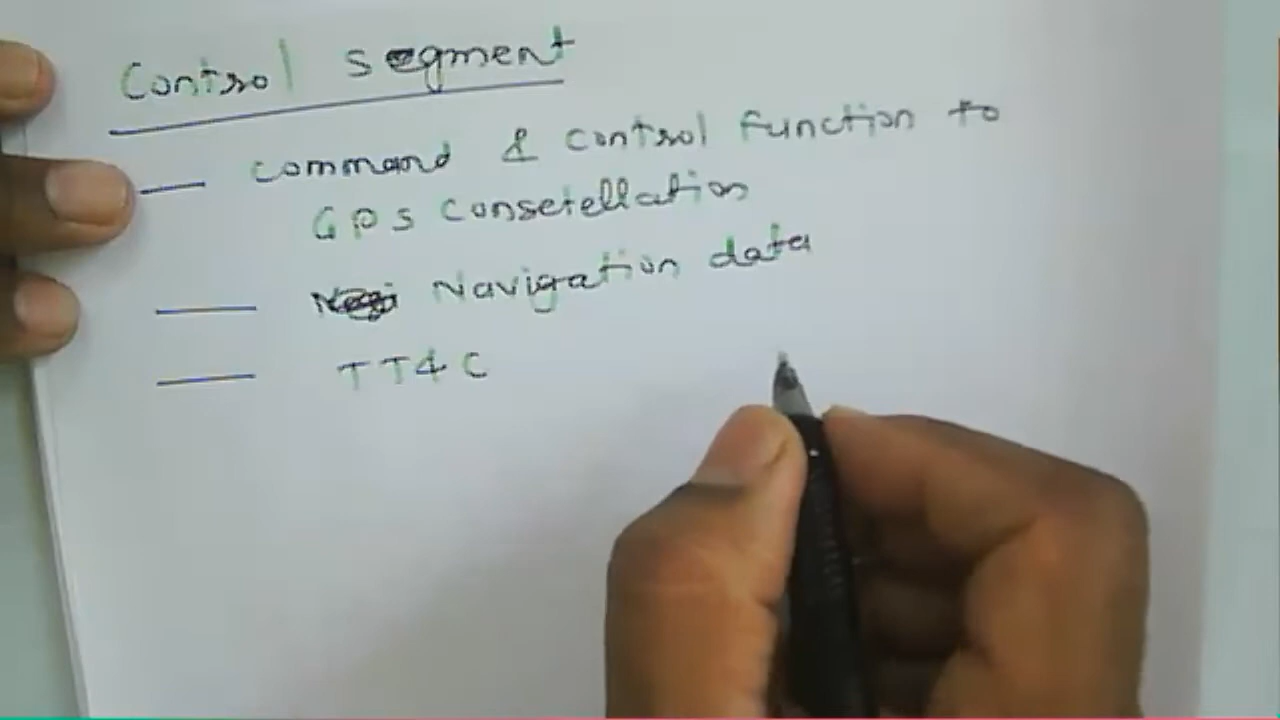 Control segment
— command & control function to
GPS Consetellation
— Navigation data
— TT&C